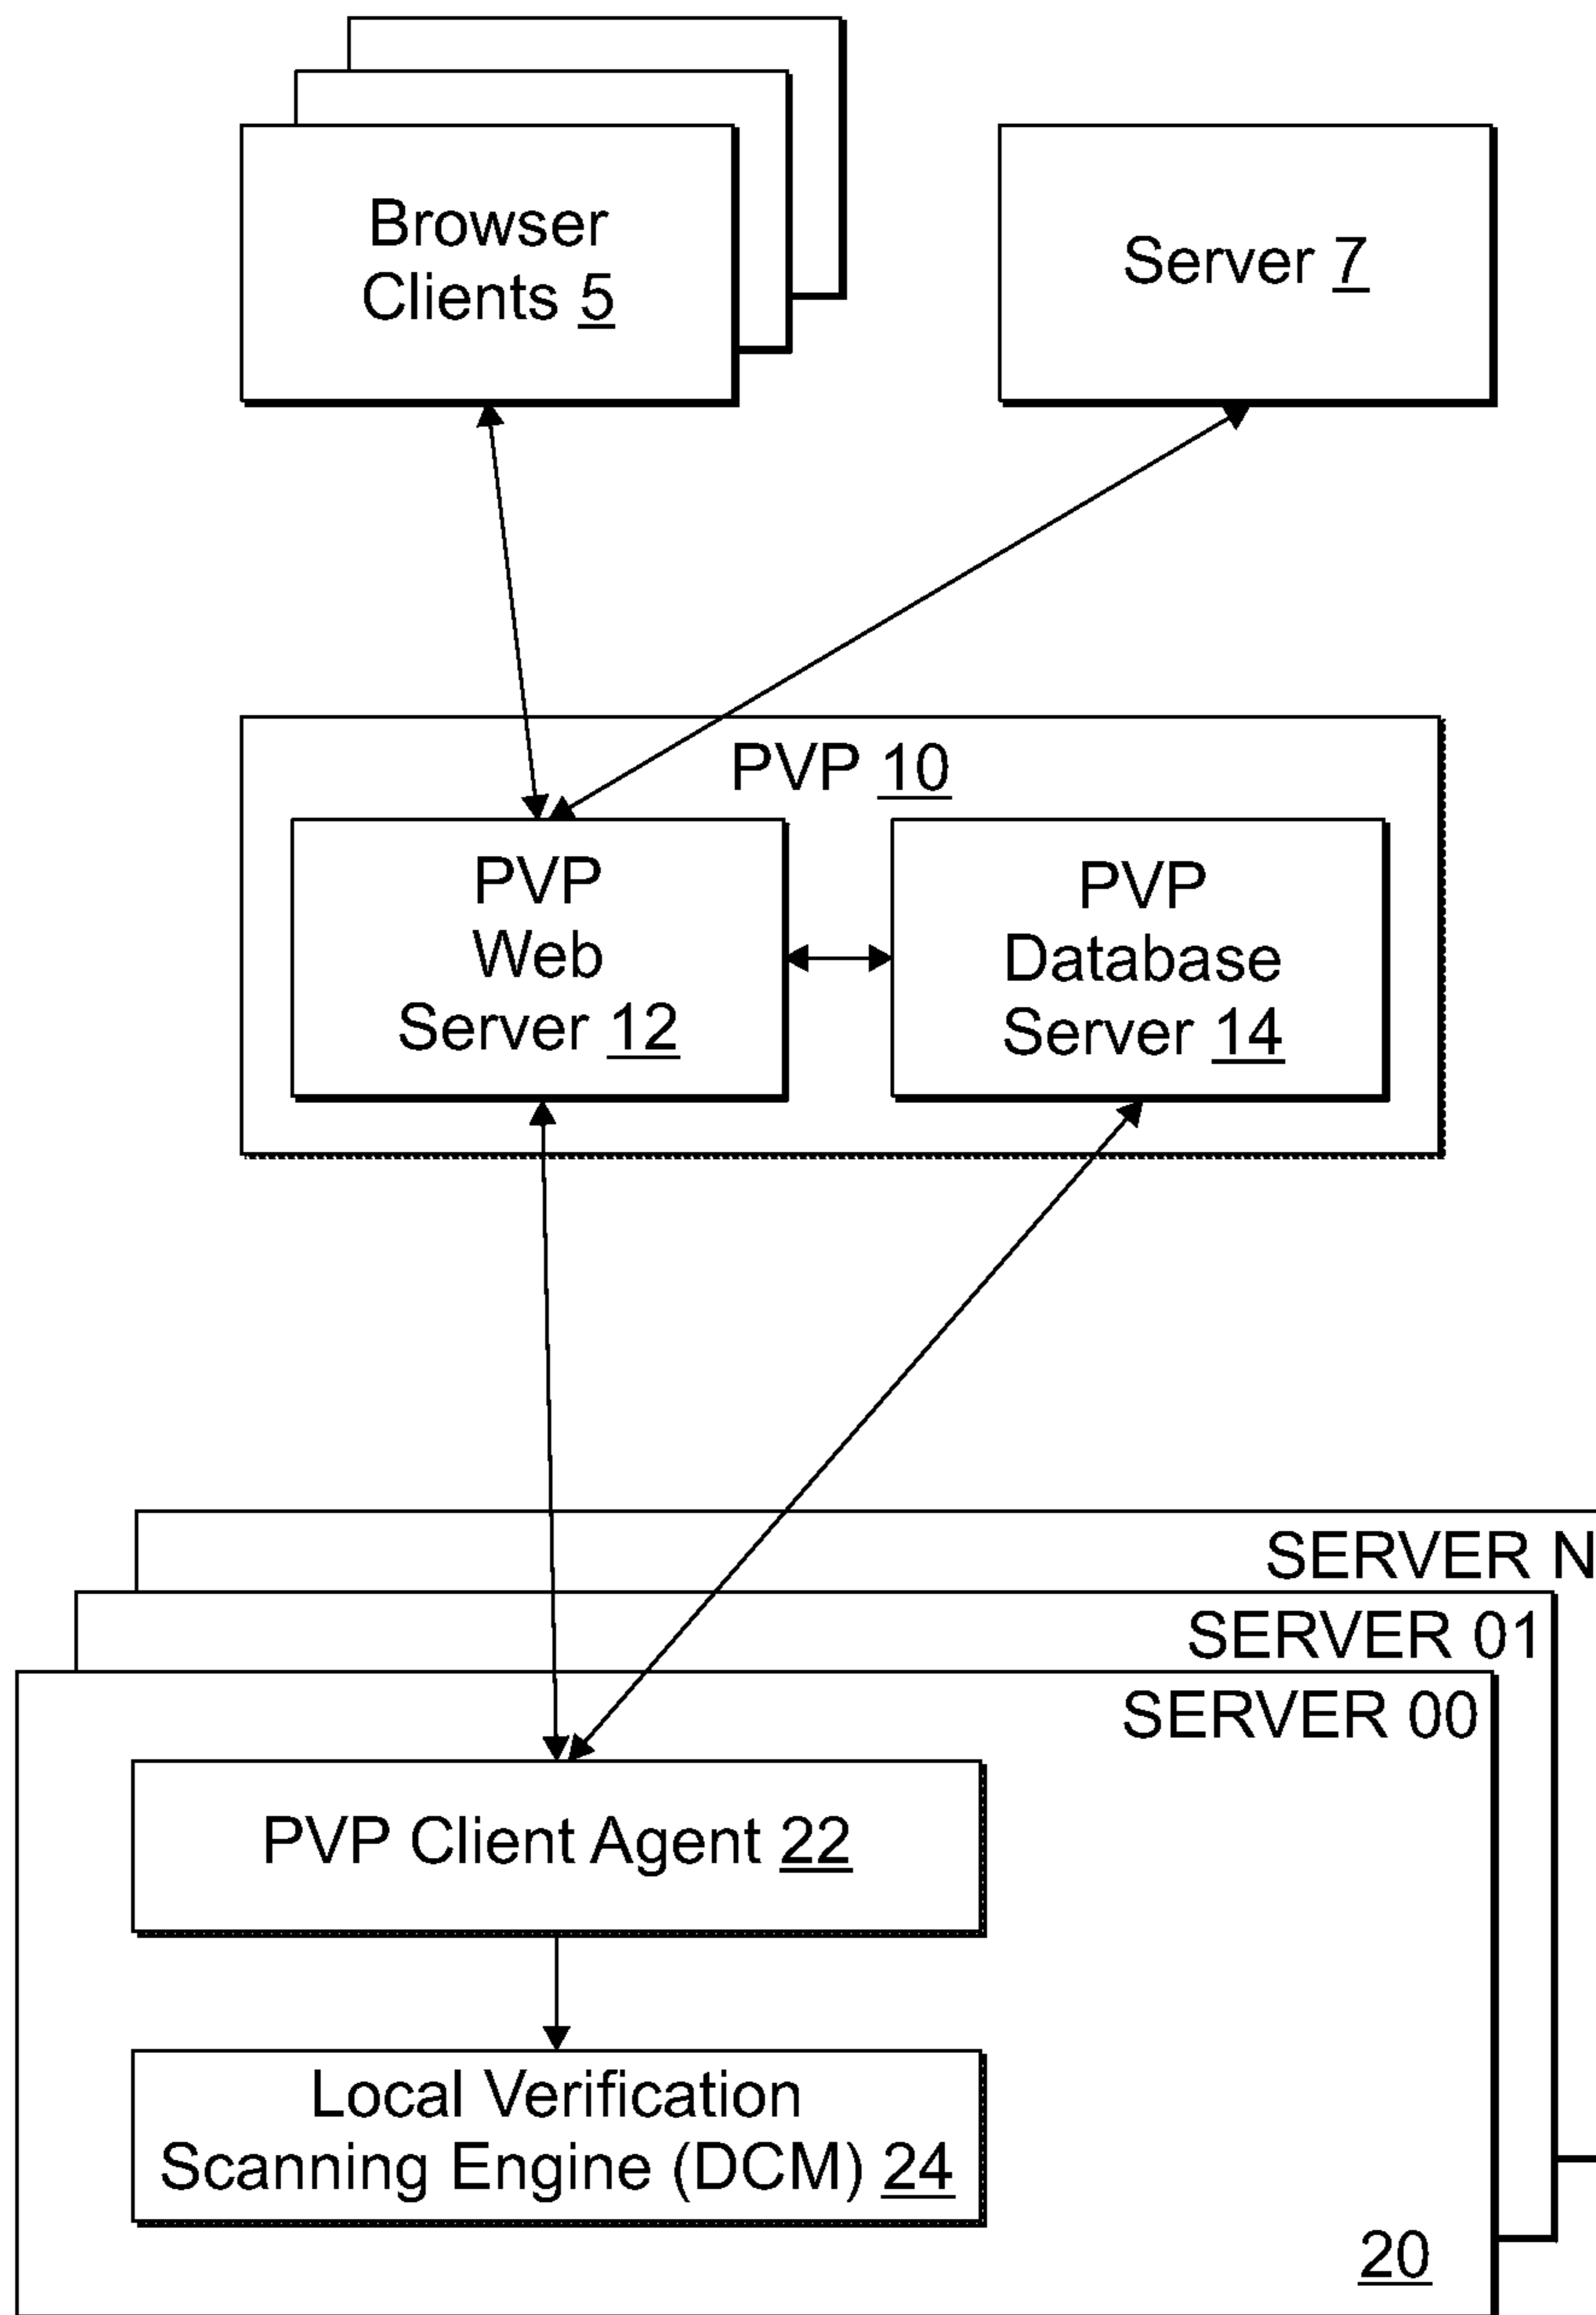 Browser
Clients 5
Server 7
PVP 10
PVP
Web
Server 12
PVP
Database
Server 14
SERVER N
SERVER 01
SERVER 00
PVP Client Agent 22
Local Verification
Scanning Engine (DCM) 24
20